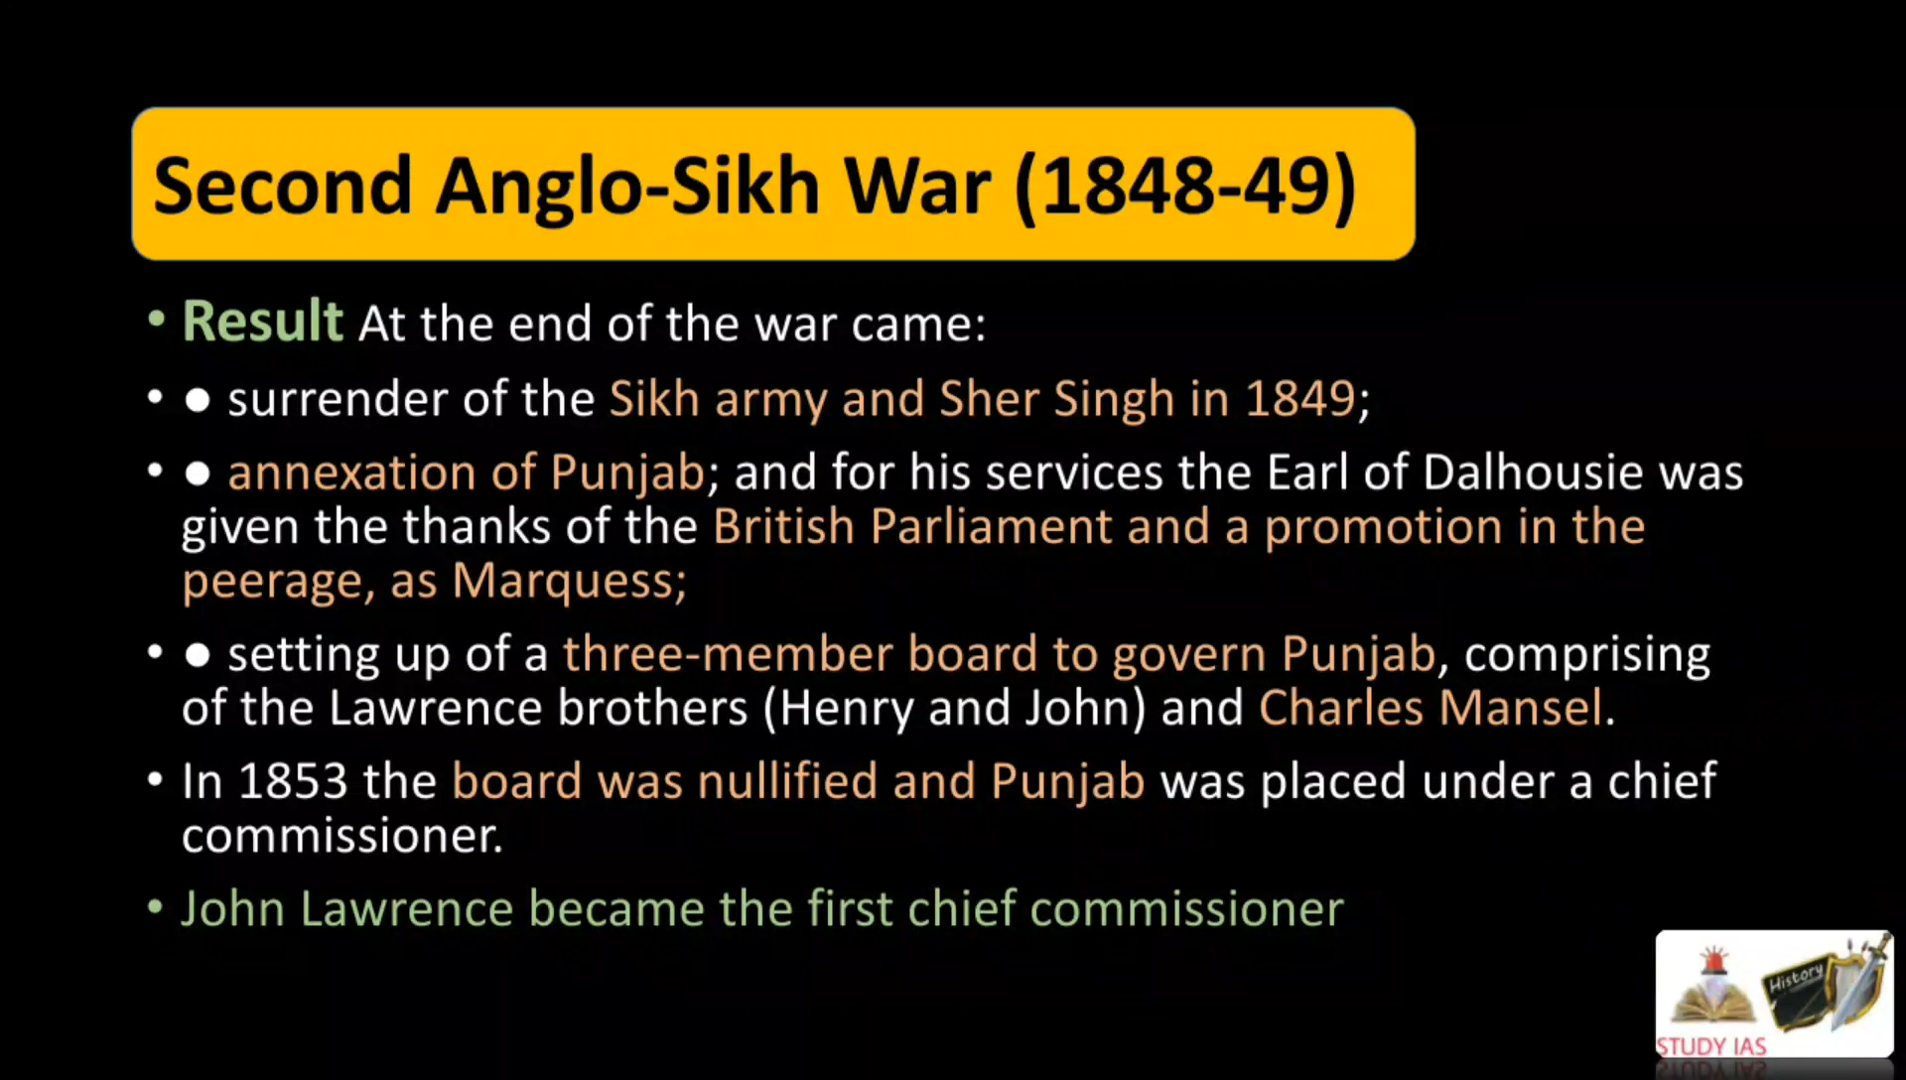 Second Anglo-Sikh War (1848-49)
• Result At the end of the war came:
• ● surrender of the Sikh army and Sher Singh in 1849;
• ● annexation of Punjab; and for his services the Earl of Dalhousie was
given the thanks of the British Parliament and a promotion in the
peerage, as Marquess;
• ● setting up of a three-member board to govern Punjab, comprising
of the Lawrence brothers (Henry and John) and Charles Mansel.
• In 1853 the board was nullified and Punjab was placed under a chief
commissioner.
• John Lawrence became the first chief commissioner
History
STUDY IAS